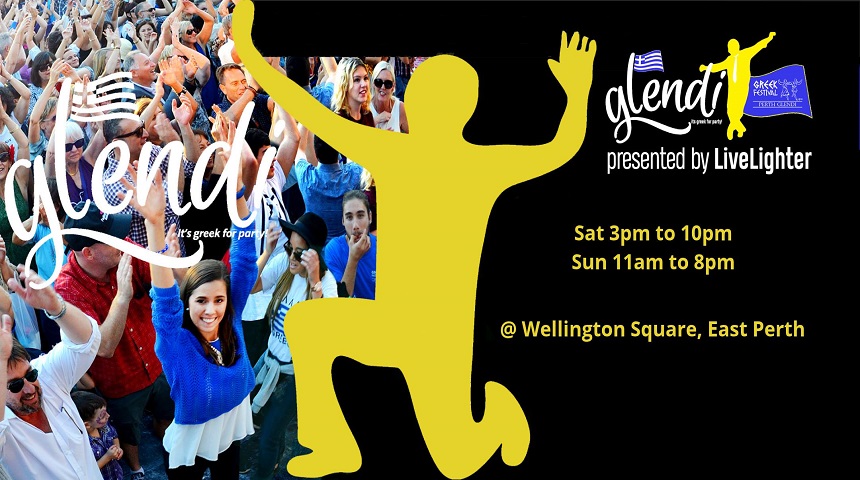 glendi
it's greek for party!
glendi
its greek for party!
GREEK
FESTIVAL
PERTH GLENDI
presented by LiveLighter
Sat 3pm to 10pm
Sun 11am to 8pm
@ Wellington Square, East Perth